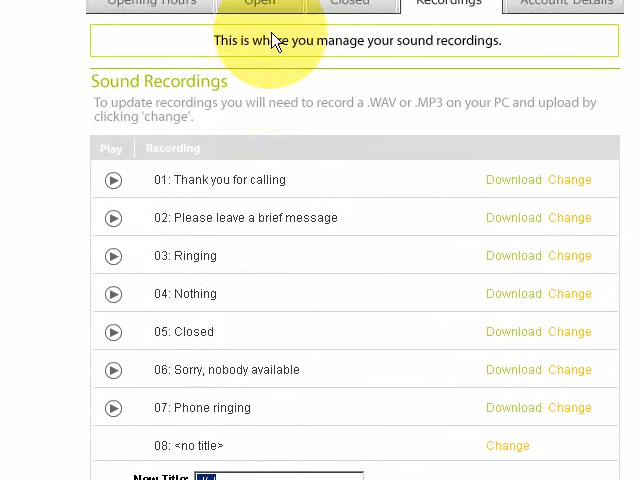 Opening Hours Open Closed Recordings Account Details
This is where you manage your sound recordings.
Sound Recordings
To update recordings you will need to record a .WAV or .MP3 on your PC and upload by
clicking 'change'.
Play Recording
01: Thank you for calling Download Change
02: Please leave a brief message Download Change
03: Ringing Download Change
04: Nothing Download Change
05: Closed Download Change
06: Sorry, nobody available Download Change
07: Phone ringing Download Change
08: <no title> Change
New Title: